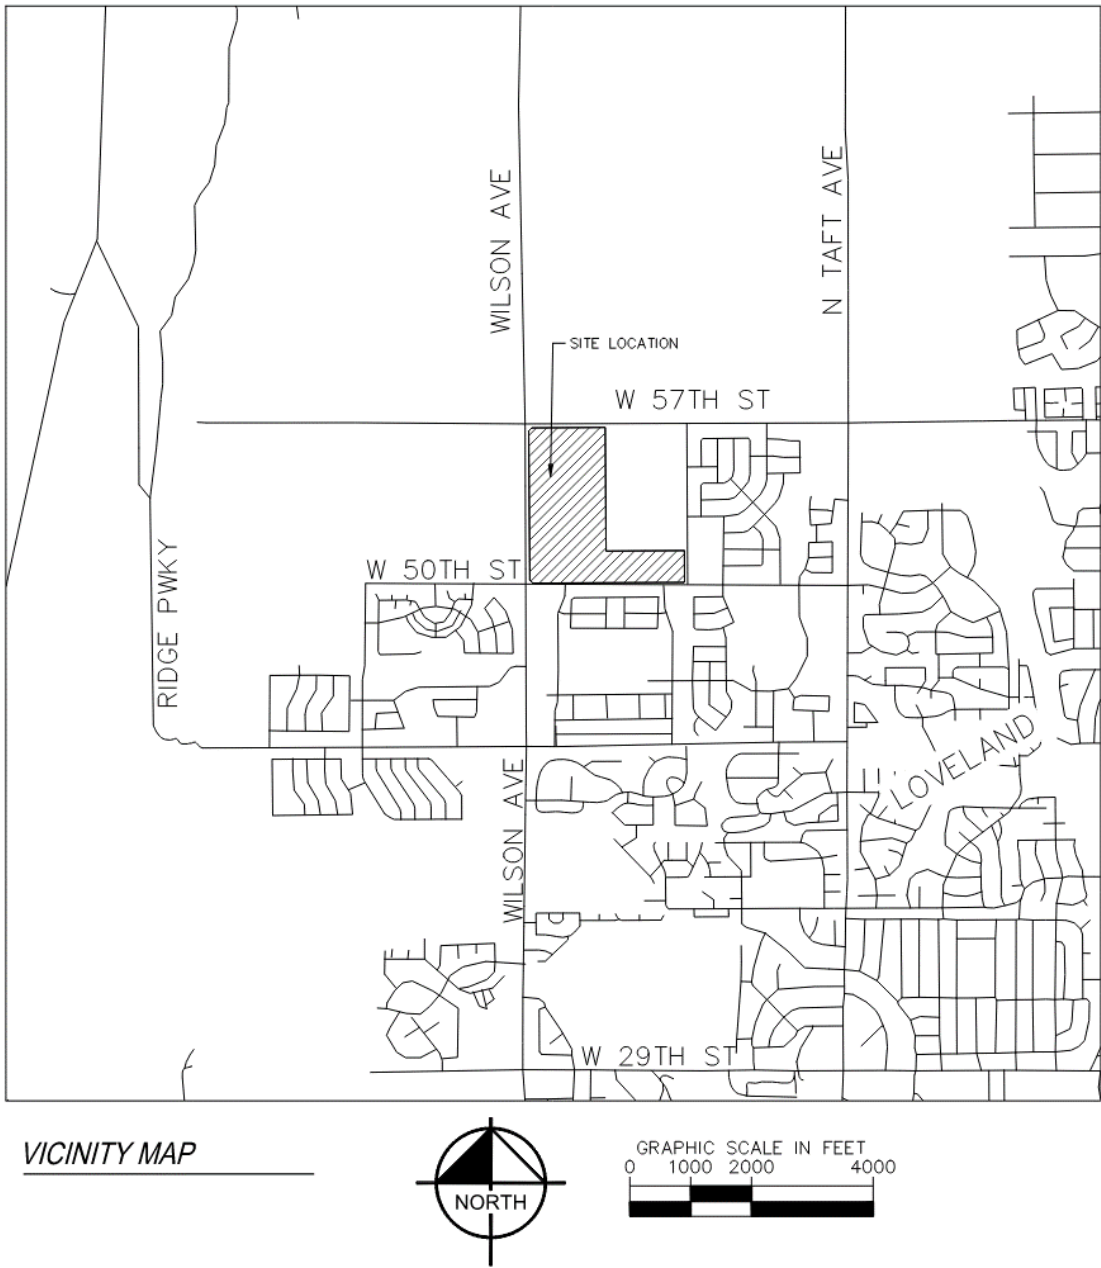 WILSON AVE
N TAFT AVE
SITE LOCATION
W 57TH ST
W 50TH ST
RIDGE PWKY
LOVELAND
WILSON AVE
W 29TH ST
VICINITY MAP
NORTH
GRAPHIC SCALE IN FEET
0 1000 2000 4000